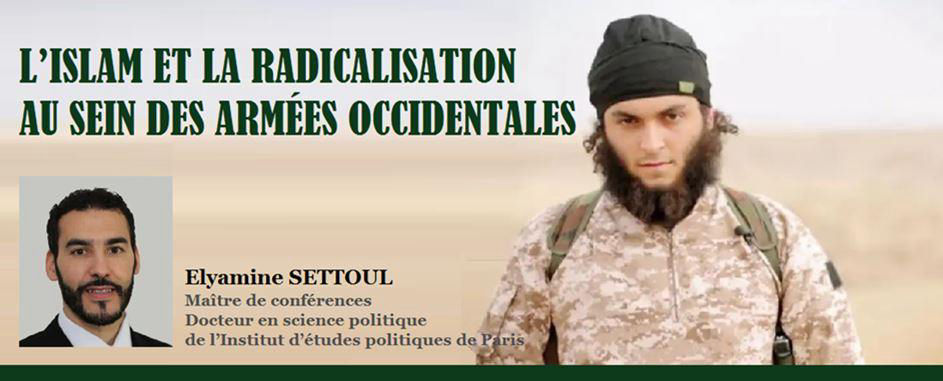 L'ISLAM ET LA RADICALISATION
AU SEIN DES ARMÉES OCCIDENTALES
Elyamine SETTOUL
Maître de conférences
Docteur en science politique
de l'Institut d'études politiques de Paris